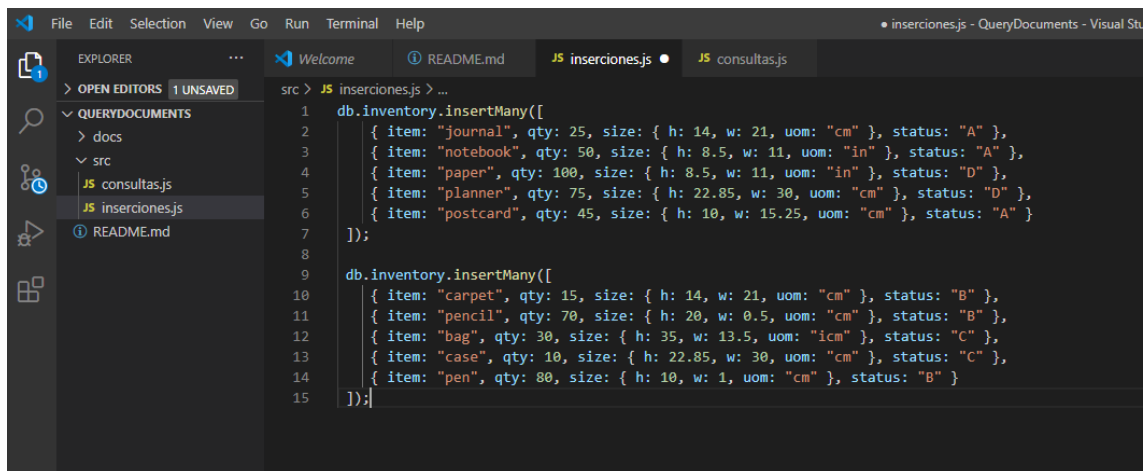 File Edit Selection View Go Run Terminal Help ● inserciones.js - QueryDocuments - Visual Stu
EXPLORER ···
Welcome README.md JS inserciones.js ● JS consultas.js
> OPEN EDITORS 1 UNSAVED
src > JS inserciones.js > ...
QUERYDOCUMENTS
> docs
src
JS consultas.js
JS inserciones.js
README.md
1
1 db.inventory.insertMany([
2 { item: "journal", qty: 25, size: { h: 14, w: 21, uom: "cm" }, status: "A" },
3 { item: "notebook", qty: 50, size: { h: 8.5, w: 11, uom: "in" }, status: "A" },
4 { item: "paper", qty: 100, size: { h: 8.5, w: 11, uom: "in" }, status: "D" },
5 { item: "planner", qty: 75, size: { h: 22.85, w: 30, uom: "cm" }, status: "D" },
6 { item: "postcard", qty: 45, size: { h: 10, w: 15.25, uom: "cm" }, status: "A" }
7 ]);
8
9 db.inventory.insertMany([
10 { item: "carpet", qty: 15, size: { h: 14, w: 21, uom: "cm" }, status: "B" },
11 { item: "pencil", qty: 70, size: { h: 20, w: 0.5, uom: "cm" }, status: "B" },
12 { item: "bag", qty: 30, size: { h: 35, w: 13.5, uom: "icm" }, status: "C" },
13 { item: "case", qty: 10, size: { h: 22.85, w: 30, uom: "cm" }, status: "C" },
14 { item: "pen", qty: 80, size: { h: 10, w: 1, uom: "cm" }, status: "B" }
15 ]);